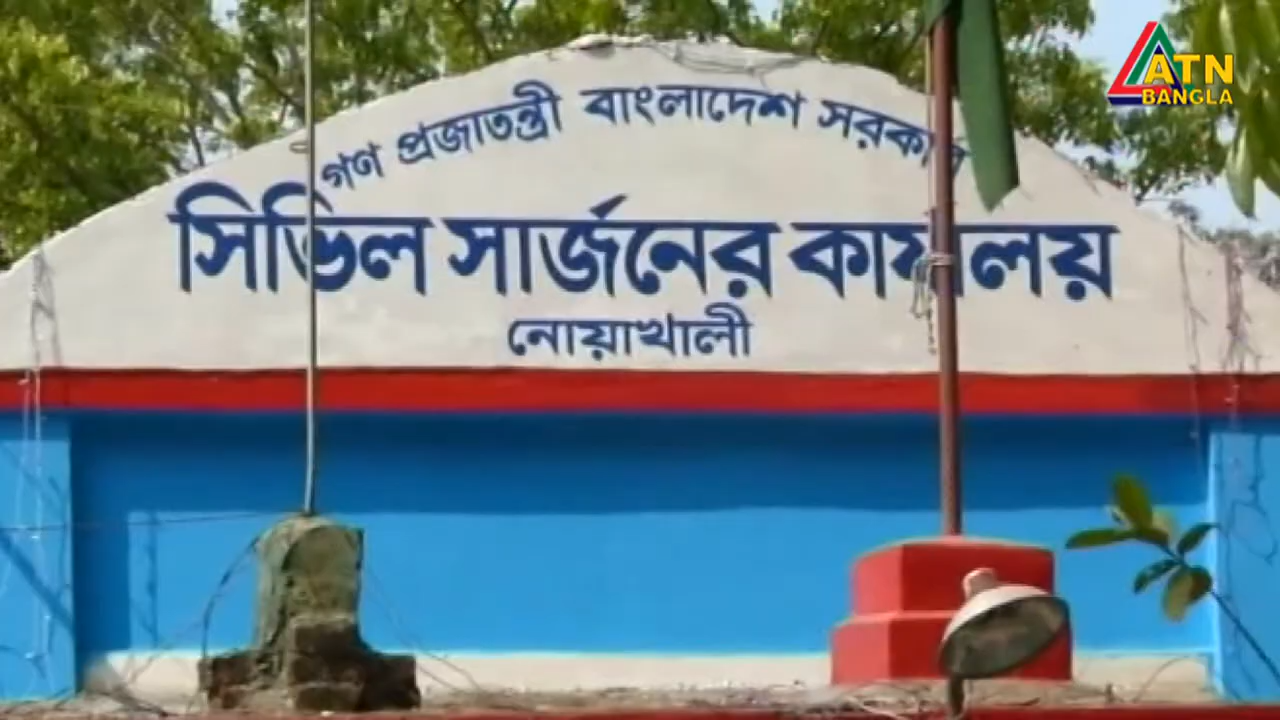 গণ প্রজাতন্ত্রী বাংলাদেশ সরকার
সিভিল সার্জনের কার্যালয়
নোয়াখালী
ATN
BANGLA